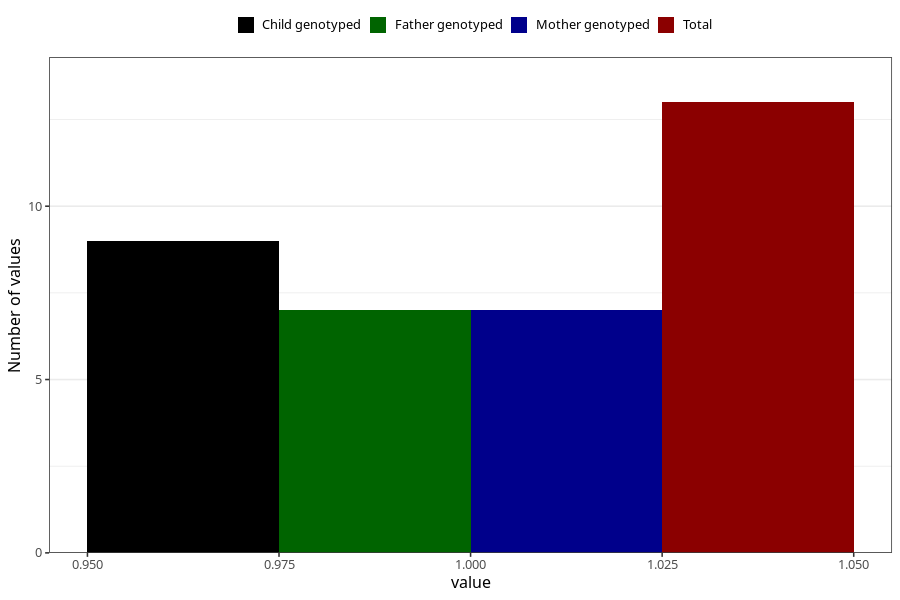 Child genotyped Father genotyped Mother genotyped Total
Number of values
10
5
0
0.950 0.975 1.000 1.025 1.050
value